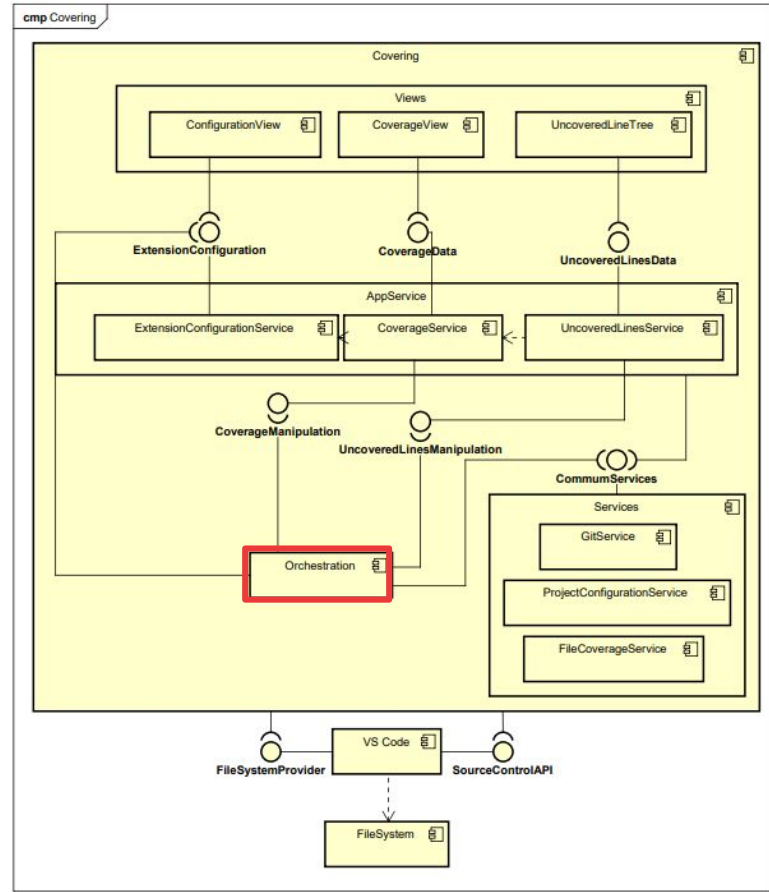 cmp Covering
Covering
Views
ConfigurationView
CoverageView
UncoveredLineTree
ExtensionConfiguration
CoverageData
UncoveredLinesData
AppService
ExtensionConfigurationService
CoverageService
UncoveredLinesService
CoverageManipulation
UncoveredLinesManipulation
CommumServices
Services
GitService
Orchestration
ProjectConfigurationService
FileCoverageService
VS Code
FileSystemProvider
SourceControlAPI
FileSystem